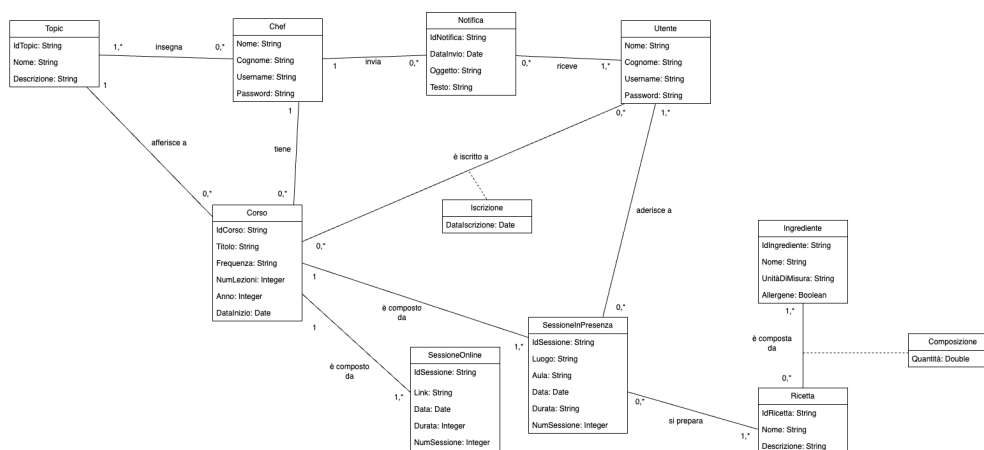 Topic
IdTopic: String
Nome: String
Descrizione: String
1,*
insegna
0,*
Chef
Nome: String
Cognome: String
Username: String
Password: String
1
invia
0,*
Notifica
IdNotifica: String
DataInvio: Date
Oggetto: String
Testo: String
0,*
riceve
1,*
Utente
Nome: String
Cognome: String
Username: String
Password: String
1
afferisce a
0,*
1
tiene
0,*
0,*
è iscritto a
0,*
Iscrizione
DataIscrizione: Date
1,*
aderisce a
0,*
Corso
IdCorso: String
Titolo: String
Frequenza: String
NumLezioni: Integer
Anno: Integer
DataInizio: Date
1
è composto
da
1,*
1
è composto
da
1,*
SessioneOnline
IdSessione: String
Link: String
Data: Date
Durata: Integer
NumSessione: Integer
SessioneInPresenza
IdSessione: String
Luogo: String
Aula: String
Data: Date
Durata: String
NumSessione: Integer
0,*
si prepara
1,*
Ingrediente
IdIngrediente: String
Nome: String
UnitàDiMisura: String
Allergene: Boolean
1,*
è composta
da
0,*
Composizione
Quantità: Double
Ricetta
IdRicetta: String
Nome: String
Descrizione: String